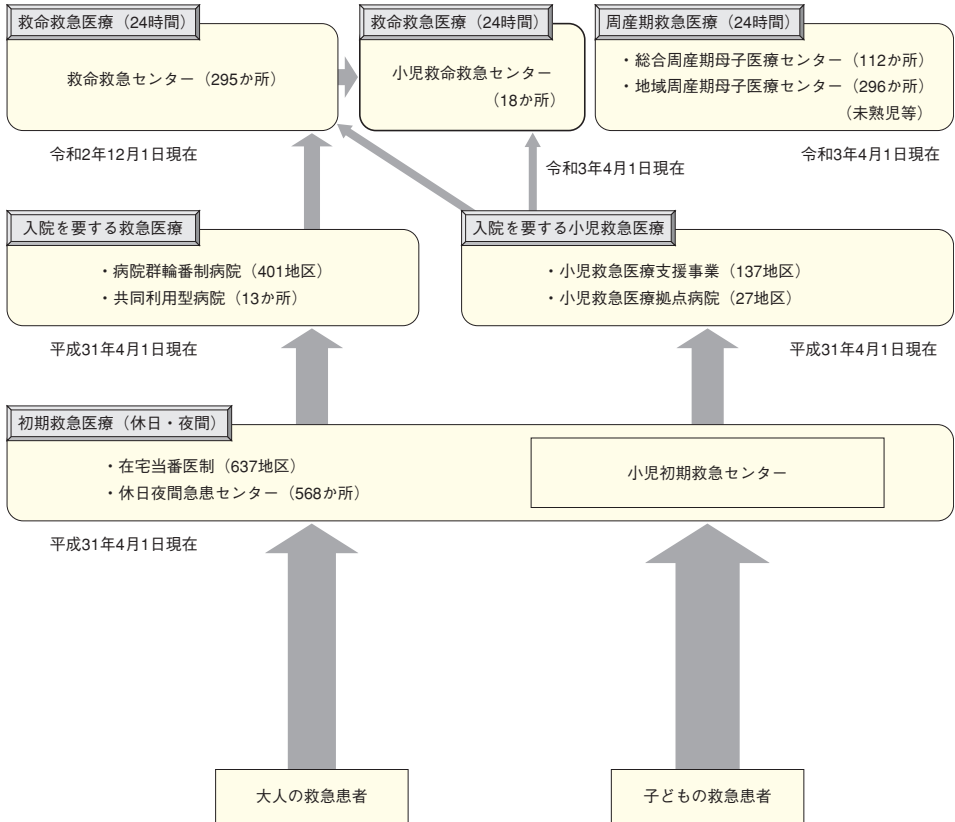 救命救急医療（24時間）
救命救急センター（295か所）
令和2年12月1日現在
救命救急医療（24時間）
小児救命救急センター
（18か所）
令和3年4月1日現在
周産期救急医療（24時間）
・総合周産期母子医療センター（112か所）
・地域周産期母子医療センター（296か所）
（未熟児等）
令和3年4月1日現在
入院を要する救急医療
・病院群輪番制病院（401地区）
・共同利用型病院（13か所）
平成31年4月1日現在
入院を要する小児救急医療
・小児救急医療支援事業（137地区）
・小児救急医療拠点病院（27地区）
平成31年4月1日現在
初期救急医療（休日・夜間）
・在宅当番医制（637地区）
・休日夜間急患センター（568か所）
小児初期救急センター
平成31年4月1日現在
大人の救急患者
子どもの救急患者